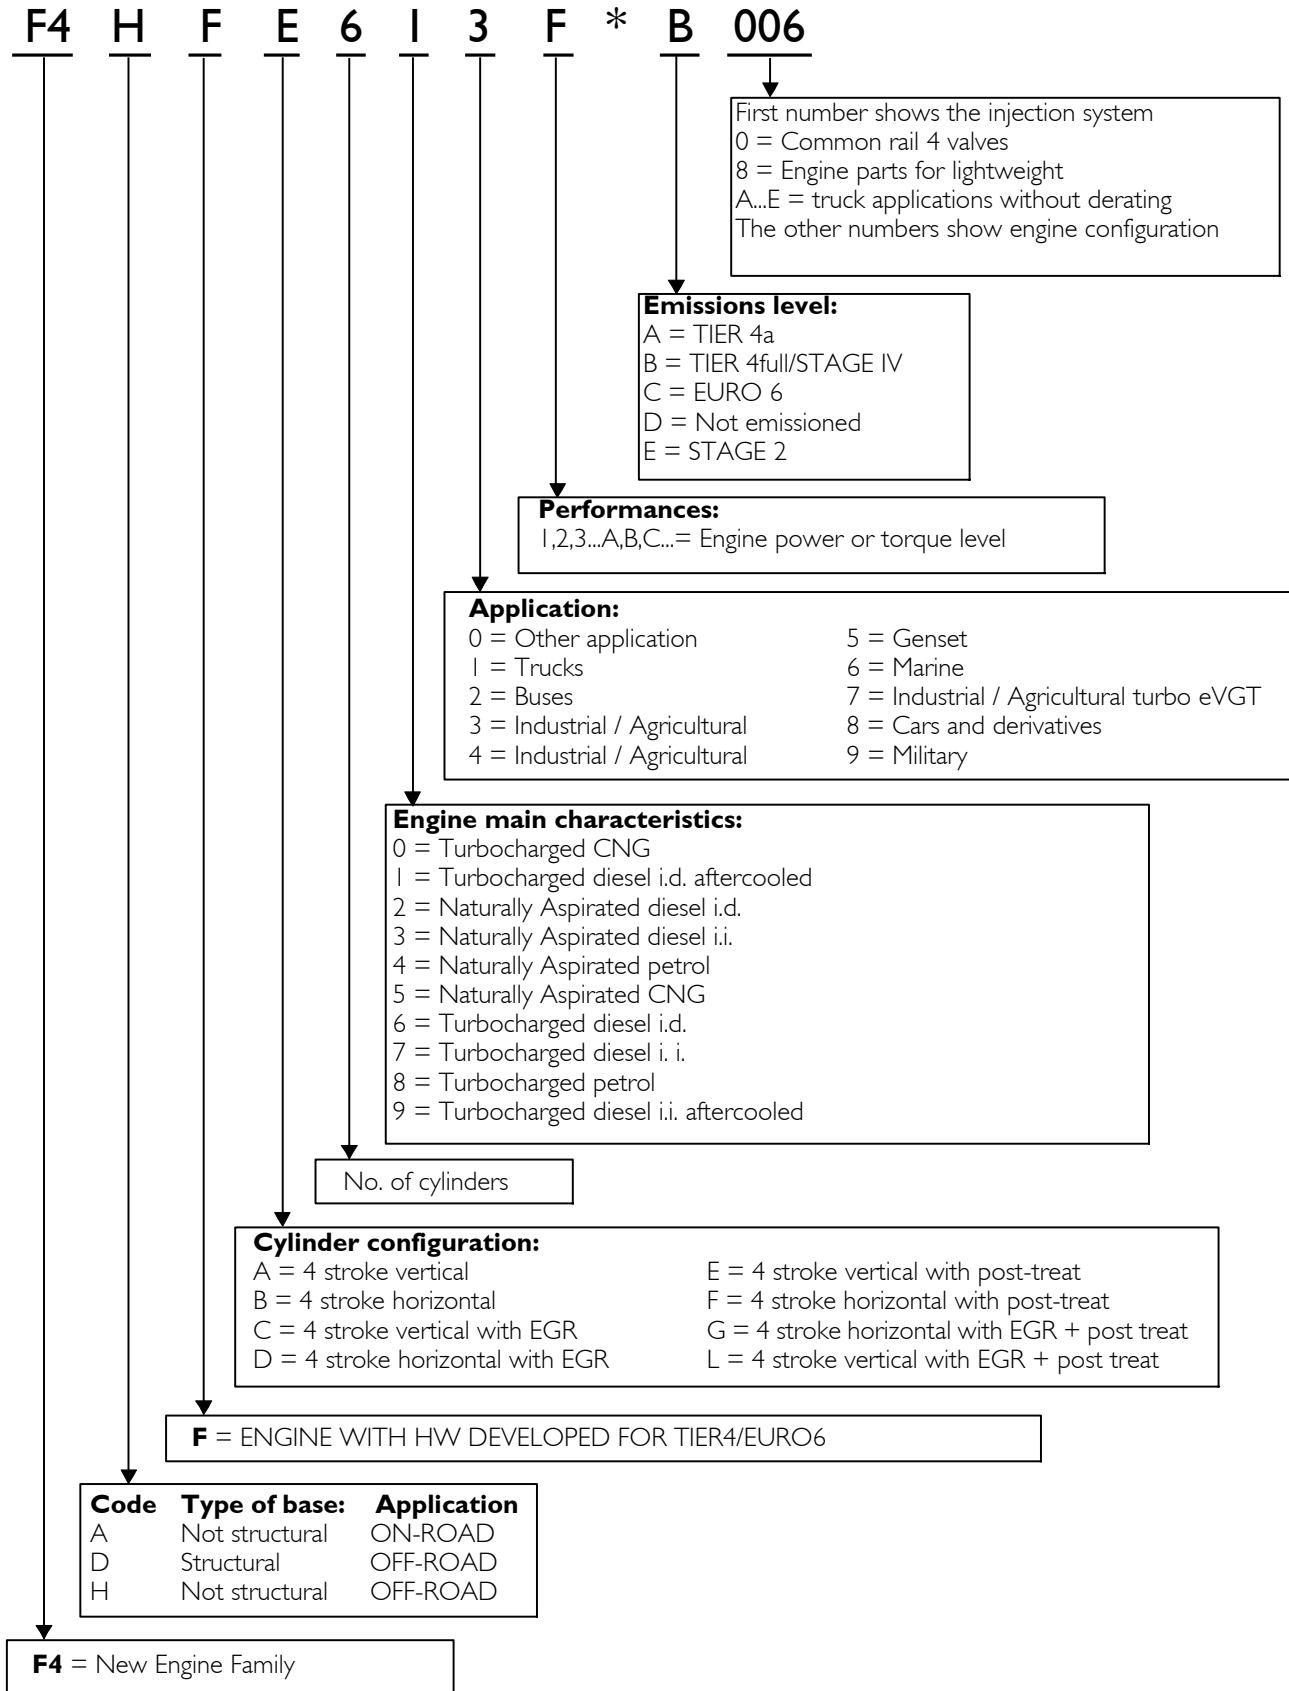 F4 H F E 6 1 3 F * B 006
First number shows the injection system
0 = Common rail 4 valves
8 = Engine parts for lightweight
A...E = truck applications without derating
The other numbers show engine configuration
Emissions level:
A = TIER 4a
B = TIER 4full/STAGE IV
C = EURO 6
D = Not emissioned
E = STAGE 2
Performances:
1,2,3...A,B,C...= Engine power or torque level
Application:
0 = Other application
1 = Trucks
2 = Buses
3 = Industrial / Agricultural
4 = Industrial / Agricultural
5 = Genset
6 = Marine
7 = Industrial / Agricultural turbo eVGT
8 = Cars and derivatives
9 = Military
Engine main characteristics:
0 = Turbocharged CNG
1 = Turbocharged diesel i.d. aftercooled
2 = Naturally Aspirated diesel i.d.
3 = Naturally Aspirated diesel i.i.
4 = Naturally Aspirated petrol
5 = Naturally Aspirated CNG
6 = Turbocharged diesel i.d.
7 = Turbocharged diesel i. i.
8 = Turbocharged petrol
9 = Turbocharged diesel i.i. aftercooled
No. of cylinders
Cylinder configuration:
A = 4 stroke vertical
B = 4 stroke horizontal
C = 4 stroke vertical with EGR
D = 4 stroke horizontal with EGR
E = 4 stroke vertical with post-treat
F = 4 stroke horizontal with post-treat
G = 4 stroke horizontal with EGR + post treat
L = 4 stroke vertical with EGR + post treat
F = ENGINE WITH HW DEVELOPED FOR TIER4/EURO6
Code Type of base: Application
A Not structural ON-ROAD
D Structural OFF-ROAD
H Not structural OFF-ROAD
F4 = New Engine Family